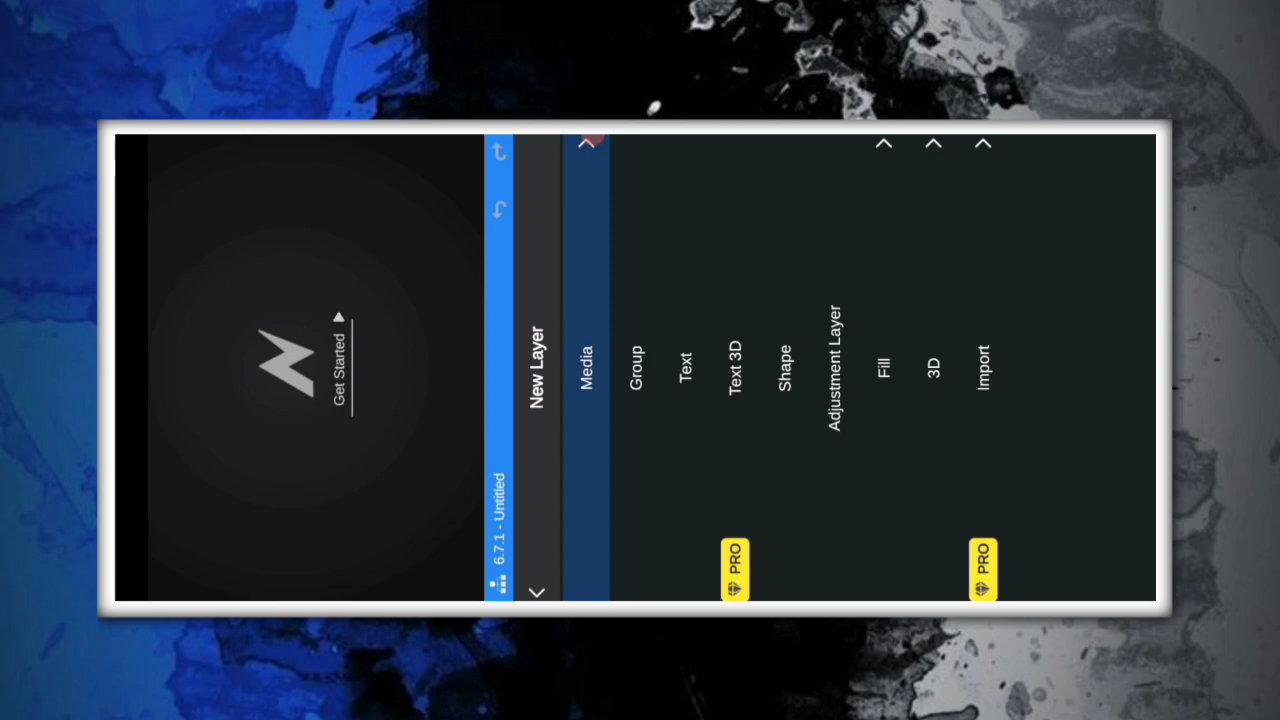 Get Started
6.7.1 - Untitled
New Layer
Media
Group
Text
PRO Text 3D
Shape
Adjustment Layer
Fill
3D
PRO Import